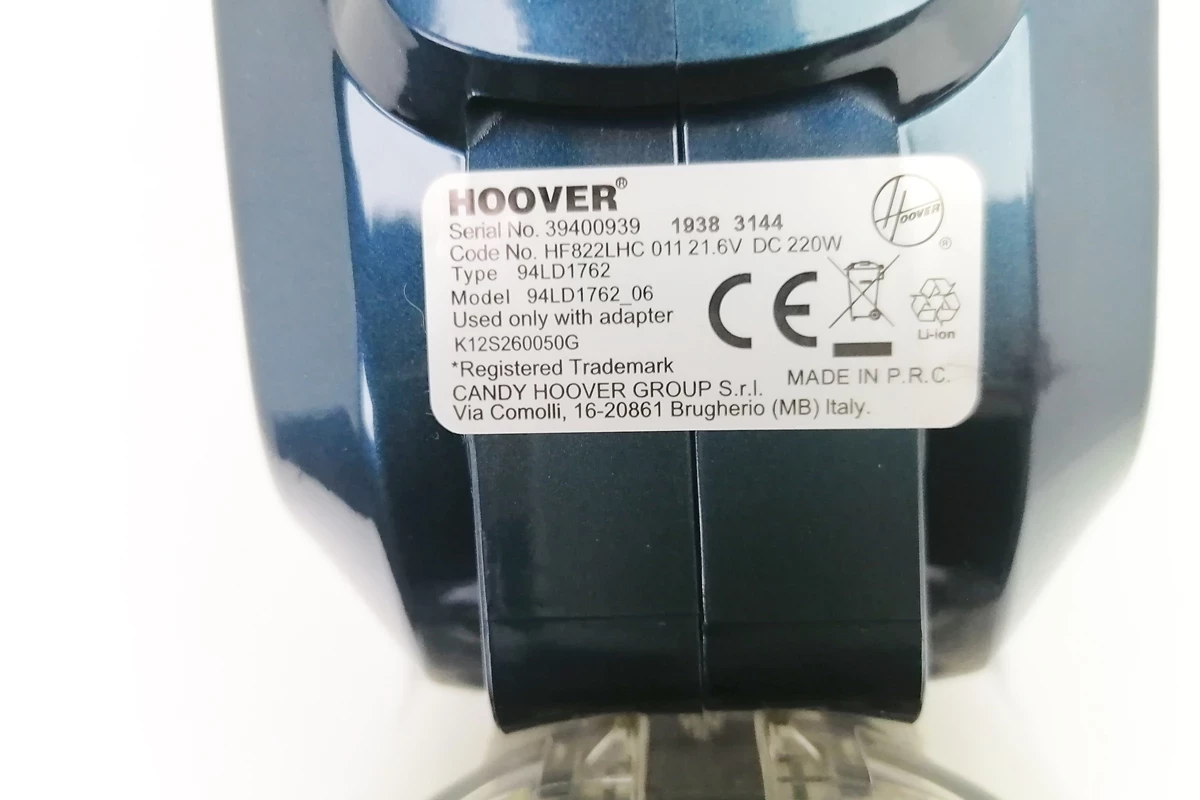 HOOVER®
Serial No. 39400939 1938 3144
Code No. HF822LHC 011 21.6V DC 220W
Type 94LD1762
Model 94LD1762_06
Used only with adapter
K12S260050G
*Registered Trademark
CANDY HOOVER GROUP S.r.l.
Via Comolli, 16-20861 Brugherio (MB) Italy.
HOOVER ®
CE
Li-ion
MADE IN P.R.C.